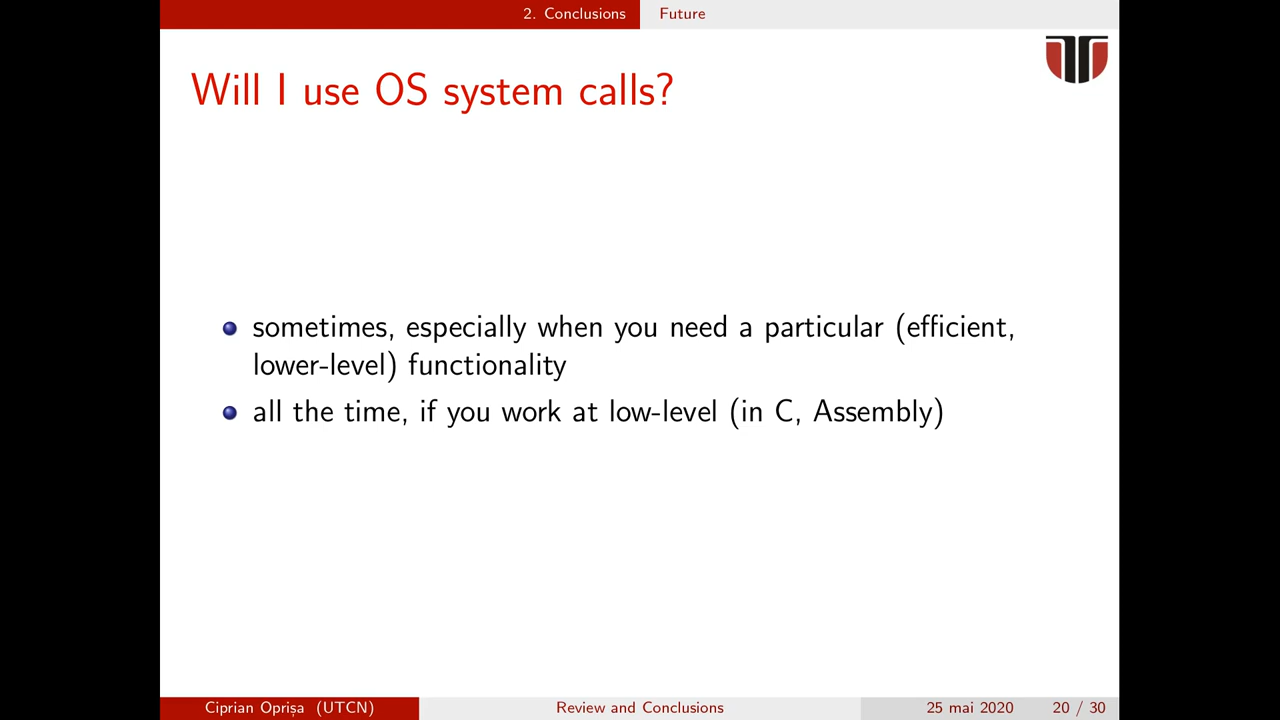 2. Conclusions Future
Will I use OS system calls?
sometimes, especially when you need a particular (efficient,
lower-level) functionality
all the time, if you work at low-level (in C, Assembly)
Ciprian Oprișa (UTCN) Review and Conclusions 25 mai 2020 20 / 30